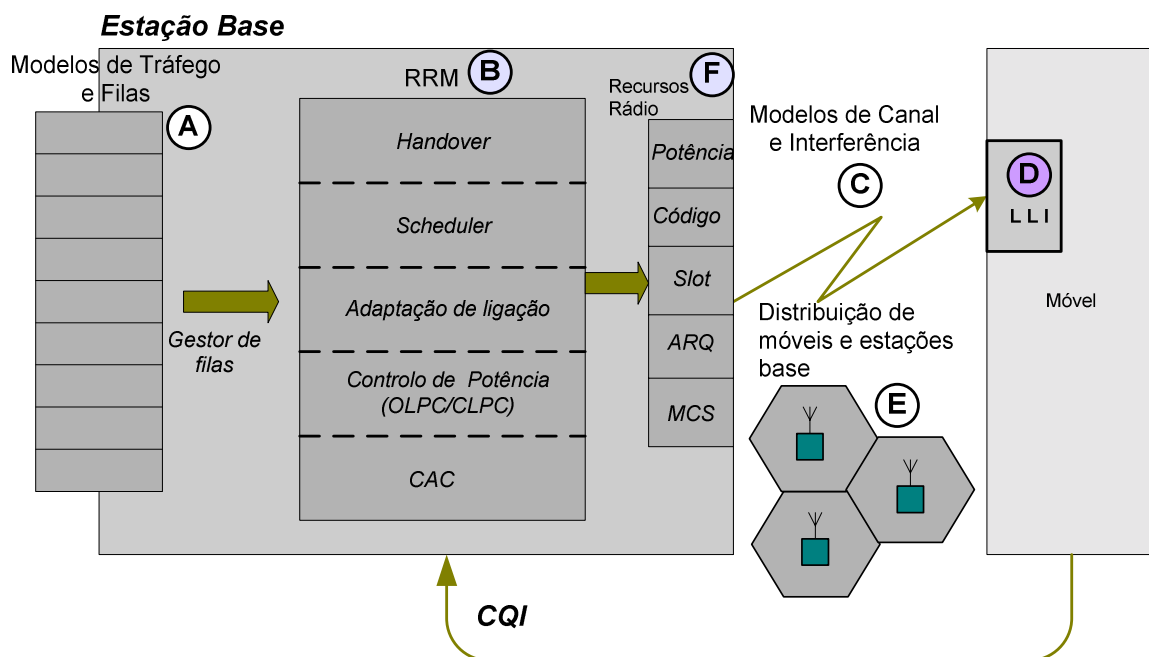 Estação Base
Modelos de Tráfego
e Filas
A
RRM
B
Recursos
Rádio
F
Handover
Scheduler
Adaptação de ligação
Controlo de Potência
(OLPC/CLPC)
CAC
Gestor de
filas
Potência
Código
Slot
ARQ
MCS
Modelos de Canal
e Interferência
C
D
L L I
Móvel
Distribuição de
móveis e estações
base
E
CQI